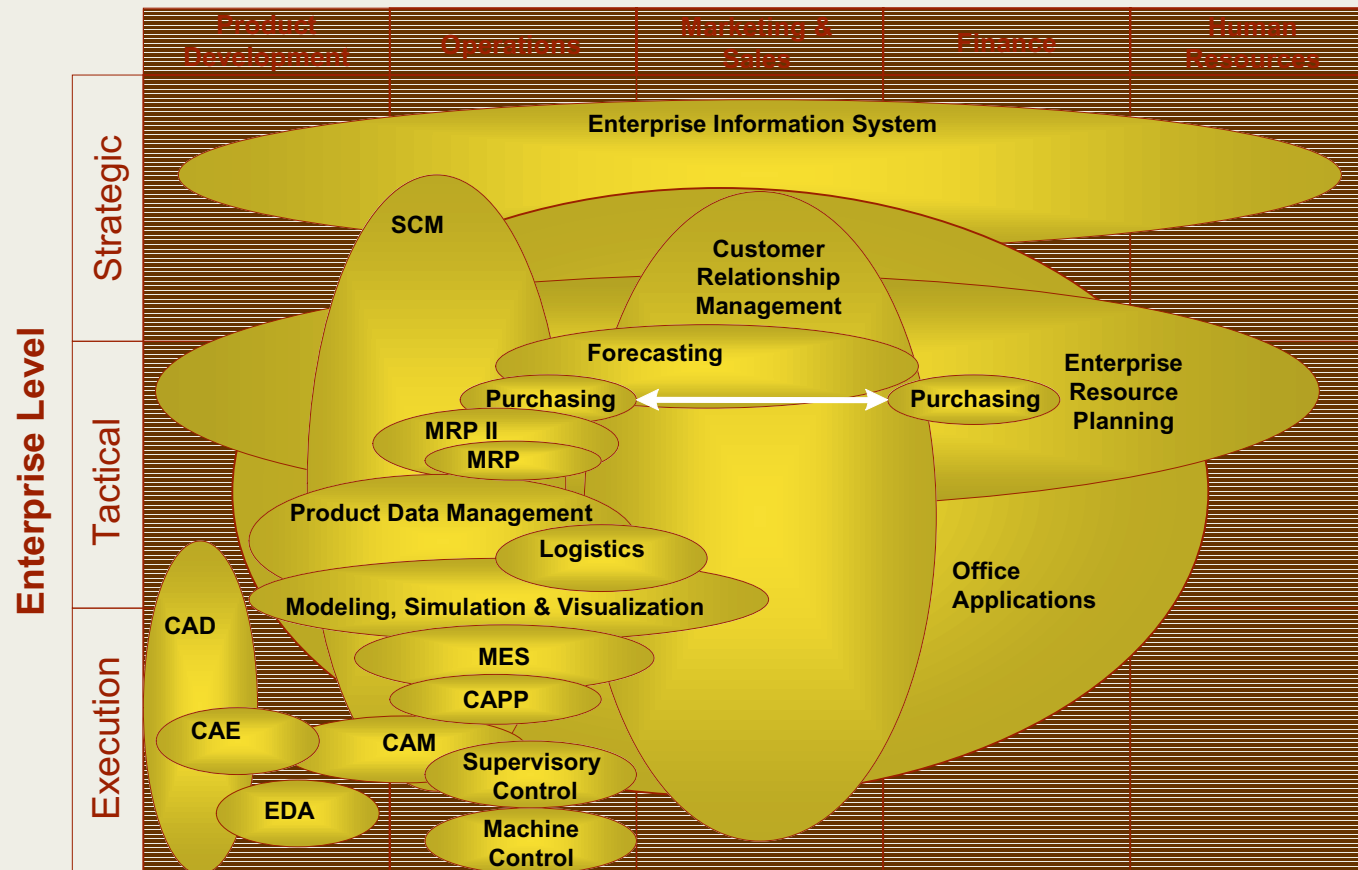 Product
Development
Operations
Marketing &
Sales
Finance
Human
Resources
Enterprise Level
Strategic
Tactical
Execution
Enterprise Information System
SCM
Customer
Relationship
Management
Forecasting
Enterprise
Resource
Planning
Purchasing
Purchasing
MRP II
MRP
Product Data Management
Logistics
Office
Applications
Modeling, Simulation & Visualization
CAD
MES
CAPP
CAE
CAM
Supervisory
Control
EDA
Machine
Control